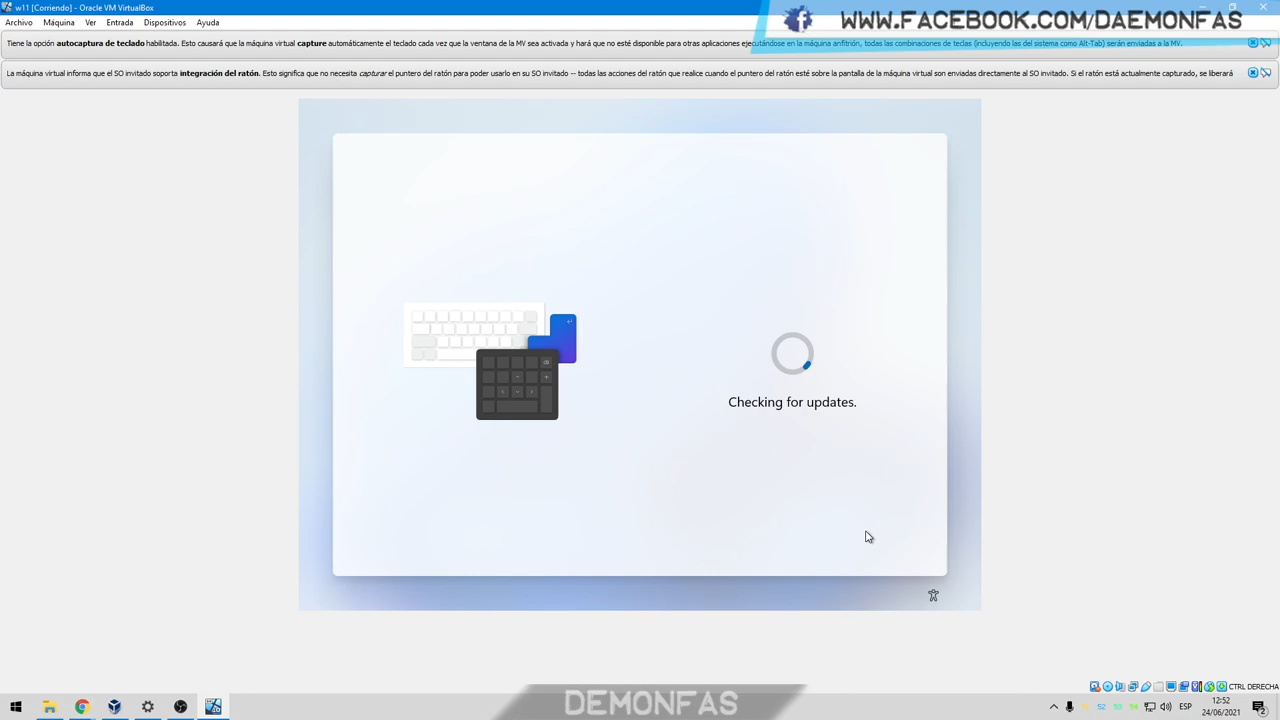 w11 [Corriendo] - Oracle VM VirtualBox
WWW.FACEBOOK.COM/DAEMONFAS
Archivo Máquina Ver Entrada Dispositivos Ayuda
Tiene la opción autocaptura de teclado habilitada. Esto causará que la máquina virtual capture automáticamente el teclado cada vez que la ventana de la MV sea activada y hará que no esté disponible para otras aplicaciones ejecutándose en la máquina anfitrión, todas las combinaciones de teclas (incluyendo las del sistema como Alt-Tab) serán enviadas a la MV.
La máquina virtual informa que el SO invitado soporta integración del ratón. Esto significa que no necesita capturar el puntero del ratón para poder usarlo en su SO invitado -- todas las acciones del ratón que realice cuando el puntero del ratón esté sobre la pantalla de la máquina virtual son enviadas directamente al SO invitado. Si el ratón está actualmente capturado, se liberará
Checking for updates.
CTRL DERECHA
DEMONFAS
52 53 54 ESP
12:52
24/06/2021
2